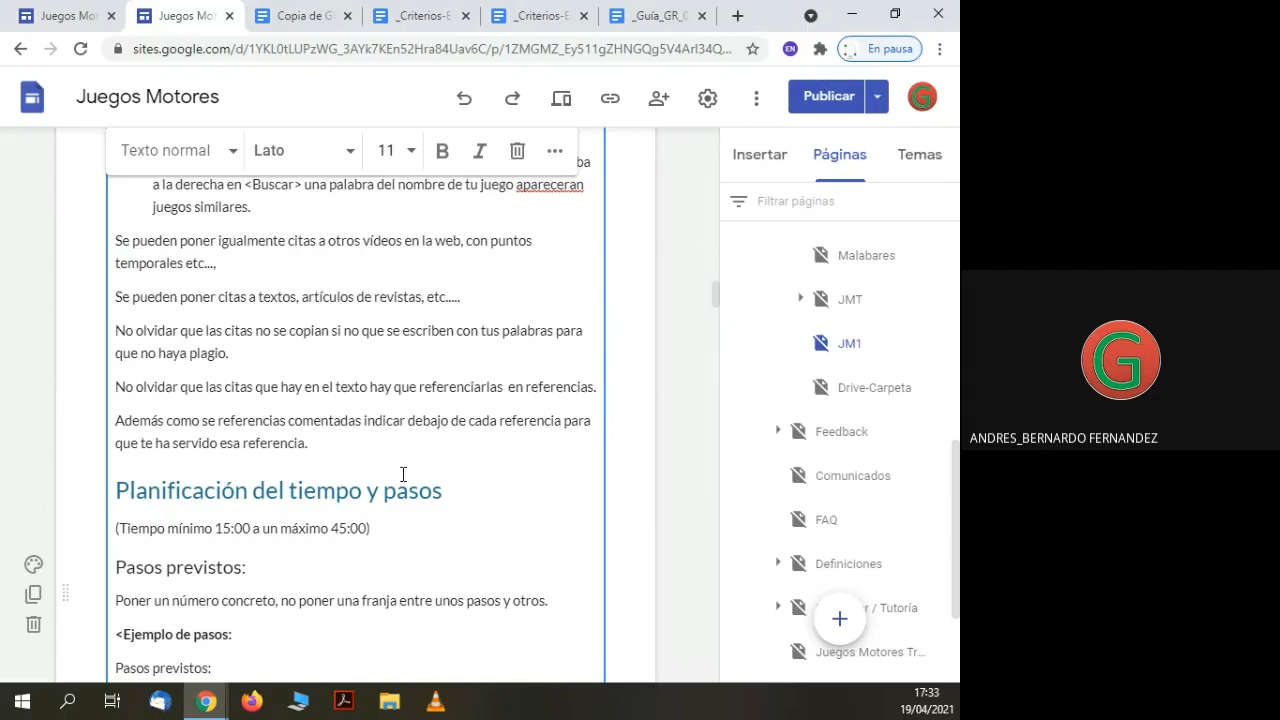 Juegos Mo
Juegos Mo
Copia de G
_Criterios-E
_Criterios-E
_Guía_GR_0
sites.google.com/d/1YKL0tLUPzWG_3AYk7KEn52Hra84Uav6C/p/1ZMGMZ_Ey511gZHNGQg5V4ArI34Q...
EN
En pausa
Juegos Motores
Publicar
G
Texto normal
Lato
11
B
I
Insertar
Páginas
Temas
Filtrar páginas
ba
a la derecha en <Buscar> una palabra del nombre de tu juego apareceran
juegos similares.
Se pueden poner igualmente citas a otros vídeos en la web, con puntos
temporales etc...,
Se pueden poner citas a textos, artículos de revistas, etc.....
No olvidar que las citas no se copian si no que se escriben con tus palabras para
que no haya plagio.
No olvidar que las citas que hay en el texto hay que referenciarlas en referencias.
Además como se referencias comentadas indicar debajo de cada referencia para
que te ha servido esa referencia.
Planificación del tiempo y pasos
(Tiempo mínimo 15:00 a un máximo 45:00)
Pasos previstos:
Poner un número concreto, no poner una franja entre unos pasos y otros.
<Ejemplo de pasos:
Pasos previstos:
Malabares
JMT
JM1
Drive-Carpeta
Feedback
Comunicados
FAQ
Definiciones
/ Tutoría
Juegos Motores Tr...
G
ANDRES_BERNARDO FERNANDEZ
17:33
19/04/2021